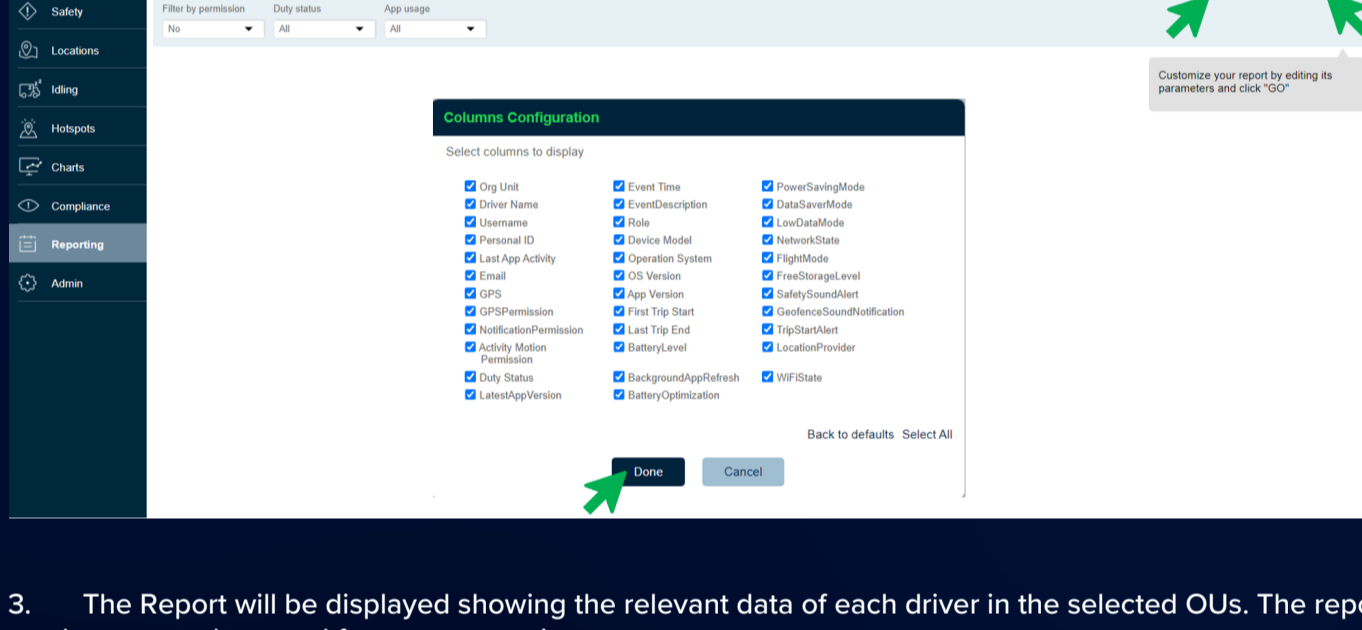 Safety
Locations
Idling
Hotspots
Charts
Compliance
Reporting
Admin
Filter by permission
No
Duty status
All
App usage
All
Customize your report by editing its
parameters and click "GO"
Columns Configuration
Select columns to display
Org Unit
Driver Name
Username
Personal ID
Last App Activity
Email
GPS
GPSPermission
NotificationPermission
Activity Motion
Permission
Duty Status
LatestAppVersion
Event Time
EventDescription
Role
Device Model
Operation System
OS Version
App Version
First Trip Start
Last Trip End
BatteryLevel
BackgroundAppRefresh
BatteryOptimization
PowerSavingMode
DataSaverMode
LowDataMode
NetworkState
FlightMode
FreeStorageLevel
SafetySoundAlert
GeofenceSoundNotification
TripStartAlert
LocationProvider
WiFiState
Back to defaults Select All
Done
Cancel
3. The Report will be displayed showing the relevant data of each driver in the selected OUs. The